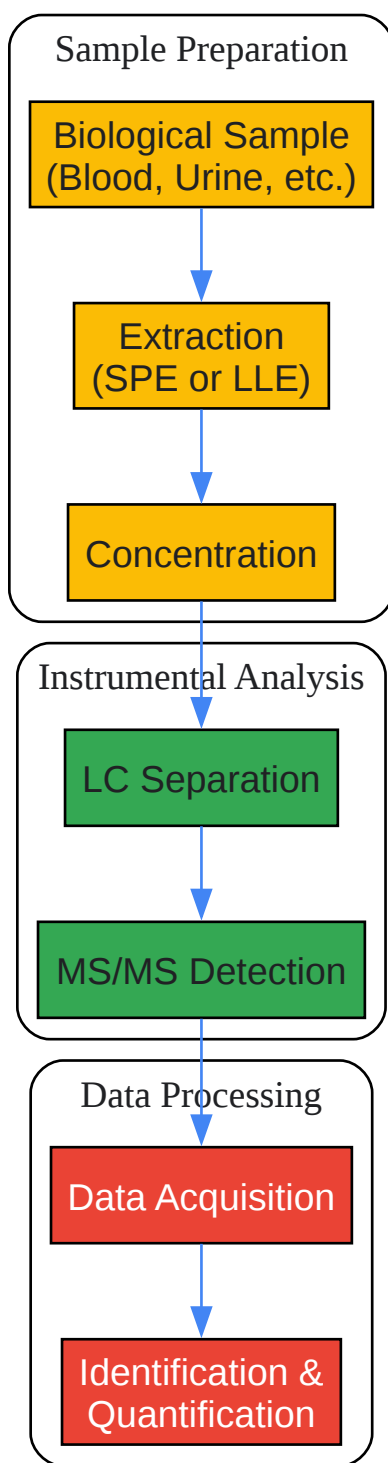 Sample Preparation
Biological Sample
(Blood, Urine, etc.)
Extraction
(SPE or LLE)
Concentration
Instrumental Analysis
LC Separation
MS/MS Detection
Data Processing
Data Acquisition
Identification &
Quantification